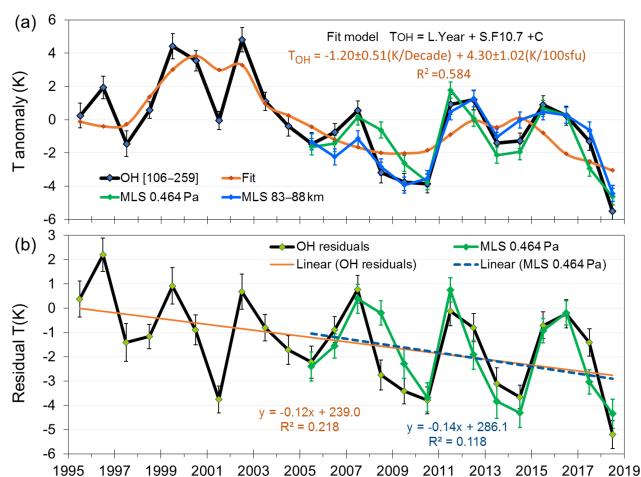 (a)
Fit model TOH = L.Year + S.F10.7 +C
TOH = -1.20±0.51(K/Decade) + 4.30±1.02(K/100sfu)
R² =0.584
T anomaly (K)
6
4
2
0
-2
-4
-6
OH [106–259]
Fit
MLS 0.464 Pa
MLS 83–88 km
(b)
Residual T(K)
3
2
1
0
-1
-2
-3
-4
-5
-6
OH residuals
MLS 0.464 Pa
Linear (OH residuals)
Linear (MLS 0.464 Pa)
y = -0.12x + 239.0
R² = 0.218
y = -0.14x + 286.1
R² = 0.118
1995 1997 1999 2001 2003 2005 2007 2009 2011 2013 2015 2017 2019